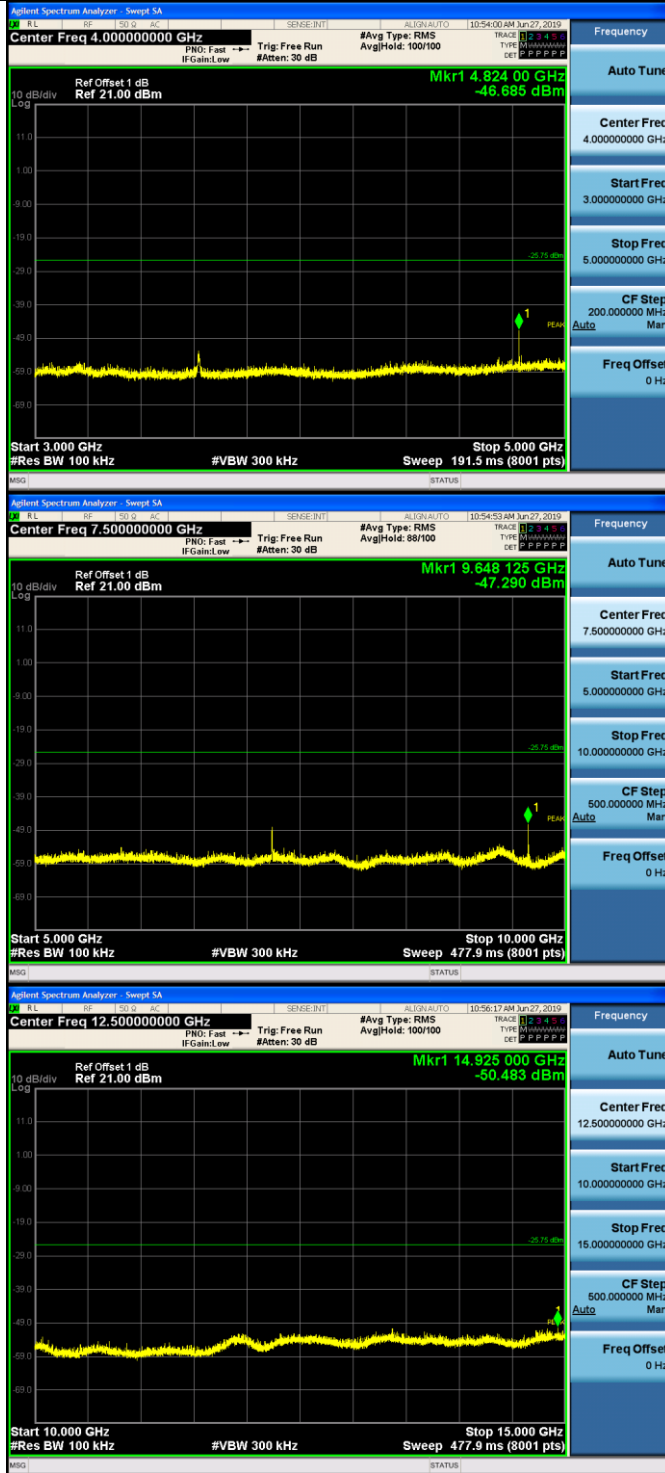 Agilent Spectrum Analyzer - Swept SA
RL RF 50 Ω AC SENSE:INT ALIGN AUTO 10:54:00 AM Jun 27, 2019
Center Freq 4.000000000 GHz
PNO: Fast Trig: Free Run
IFGain:Low #Atten: 30 dB
#Avg Type: RMS
Avg|Hold: 100/100
TRACE 1 2 3 4 5 6
TYPE M
DET P P P P P P
Mkr1 4.824 00 GHz
-46.685 dBm
Ref Offset 1 dB
10 dB/div Ref 21.00 dBm
Log
11.0
1.00
-9.00
-19.0
-25.75 dBm
-29.0
-39.0
1
PEAK
-49.0
-59.0
-69.0
Start 3.000 GHz Stop 5.000 GHz
#Res BW 100 kHz #VBW 300 kHz Sweep 191.5 ms (8001 pts)
MSG STATUS
Frequency
Auto Tune
Center Freq
4.000000000 GHz
Start Freq
3.000000000 GHz
Stop Freq
5.000000000 GHz
CF Step
200.000000 MHz
Auto Man
Freq Offset
0 Hz
Agilent Spectrum Analyzer - Swept SA
RL RF 50 Ω AC SENSE:INT ALIGN AUTO 10:54:53 AM Jun 27, 2019
Center Freq 7.500000000 GHz
PNO: Fast Trig: Free Run
IFGain:Low #Atten: 30 dB
#Avg Type: RMS
Avg|Hold: 88/100
TRACE 1 2 3 4 5 6
TYPE M
DET P P P P P P
Mkr1 9.648 125 GHz
-47.290 dBm
Ref Offset 1 dB
10 dB/div Ref 21.00 dBm
Log
11.0
1.00
-9.00
-19.0
-25.75 dBm
-29.0
-39.0
1
PEAK
-49.0
-59.0
-69.0
Start 5.000 GHz Stop 10.000 GHz
#Res BW 100 kHz #VBW 300 kHz Sweep 477.9 ms (8001 pts)
MSG STATUS
Frequency
Auto Tune
Center Freq
7.500000000 GHz
Start Freq
5.000000000 GHz
Stop Freq
10.000000000 GHz
CF Step
500.000000 MHz
Auto Man
Freq Offset
0 Hz
Agilent Spectrum Analyzer - Swept SA
RL RF 50 Ω AC SENSE:INT ALIGN AUTO 10:56:17 AM Jun 27, 2019
Center Freq 12.500000000 GHz
PNO: Fast Trig: Free Run
IFGain:Low #Atten: 30 dB
#Avg Type: RMS
Avg|Hold: 100/100
TRACE 1 2 3 4 5 6
TYPE M
DET P P P P P P
Mkr1 14.925 000 GHz
-50.483 dBm
Ref Offset 1 dB
10 dB/div Ref 21.00 dBm
Log
11.0
1.00
-9.00
-19.0
-25.75 dBm
-29.0
-39.0
1
PEAK
-49.0
-59.0
-69.0
Start 10.000 GHz Stop 15.000 GHz
#Res BW 100 kHz #VBW 300 kHz Sweep 477.9 ms (8001 pts)
MSG STATUS
Frequency
Auto Tune
Center Freq
12.500000000 GHz
Start Freq
10.000000000 GHz
Stop Freq
15.000000000 GHz
CF Step
500.000000 MHz
Auto Man
Freq Offset
0 Hz